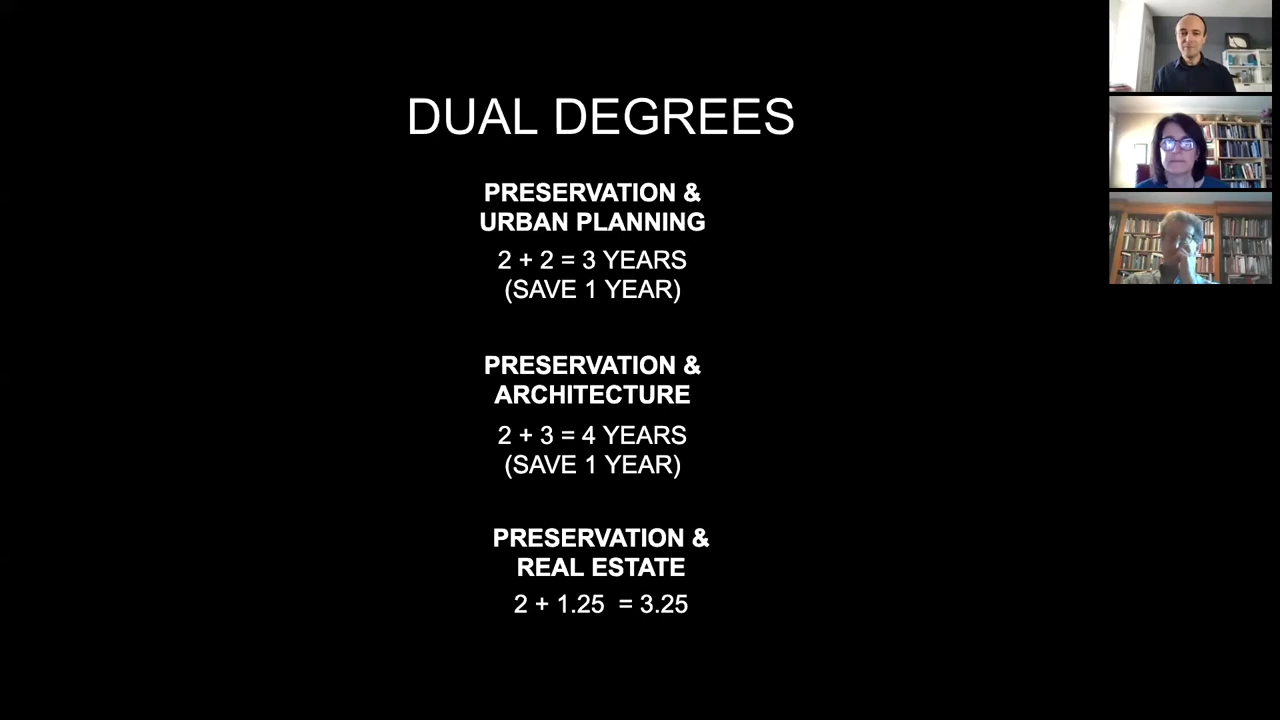 DUAL DEGREES
PRESERVATION &
URBAN PLANNING
2 + 2 = 3 YEARS
(SAVE 1 YEAR)
PRESERVATION &
ARCHITECTURE
2 + 3 = 4 YEARS
(SAVE 1 YEAR)
PRESERVATION &
REAL ESTATE
2 + 1.25 = 3.25